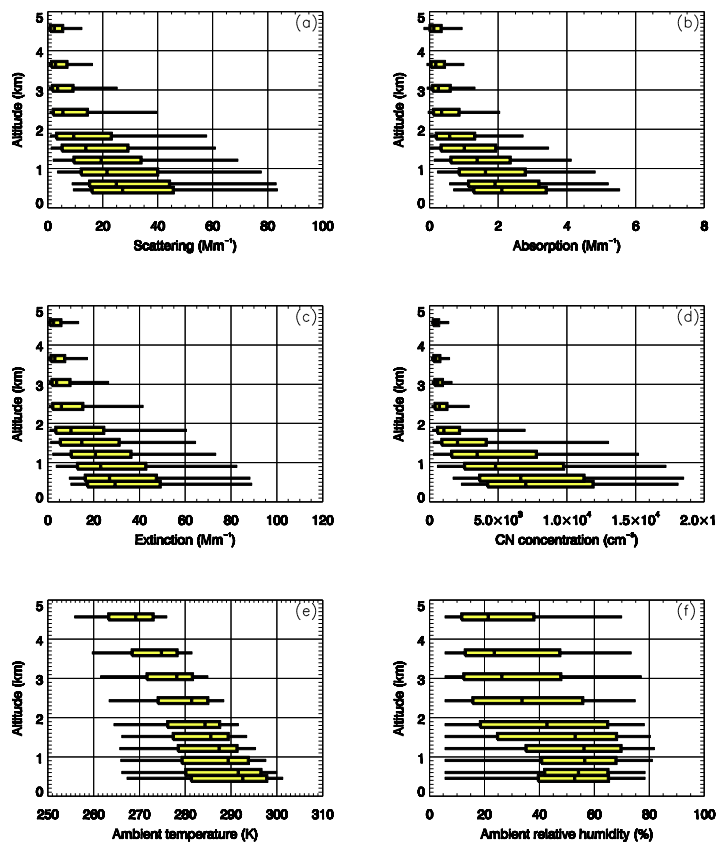 (a)
5
4
3
2
1
0
Altitude (km)
0 20 40 60 80 100
Scattering (Mm⁻¹)
(b)
5
4
3
2
1
0
Altitude (km)
0 2 4 6 8
Absorption (Mm⁻¹)
(c)
5
4
3
2
1
0
Altitude (km)
0 20 40 60 80 100 120
Extinction (Mm⁻¹)
(d)
5
4
3
2
1
0
Altitude (km)
0 5.0×10³ 1.0×10⁴ 1.5×10⁴ 2.0×1
CN concentration (cm⁻³)
(e)
5
4
3
2
1
0
Altitude (km)
250 260 270 280 290 300 310
Ambient temperature (K)
(f)
5
4
3
2
1
0
Altitude (km)
0 20 40 60 80 100
Ambient relative humidity (%)